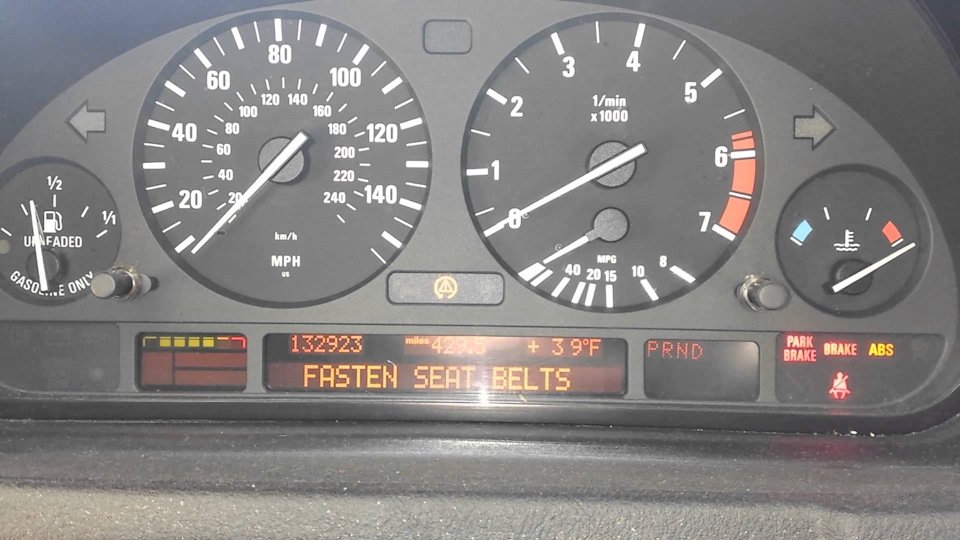 20 40 60 80 100 120 140
20 40 60 80 100 120 140 160 180 200 220 240
km/h
MPH
US
1/2
1/1
UNLEADED
GASOLINE ONLY
0 1 2 3 4 5 6 7
1/min
x1000
C
C
MPG
40 20 15 10 8
132923 miles 429.5 + 39°F
FASTEN SEAT BELTS
PRND
PARK
BRAKE
BRAKE
ABS